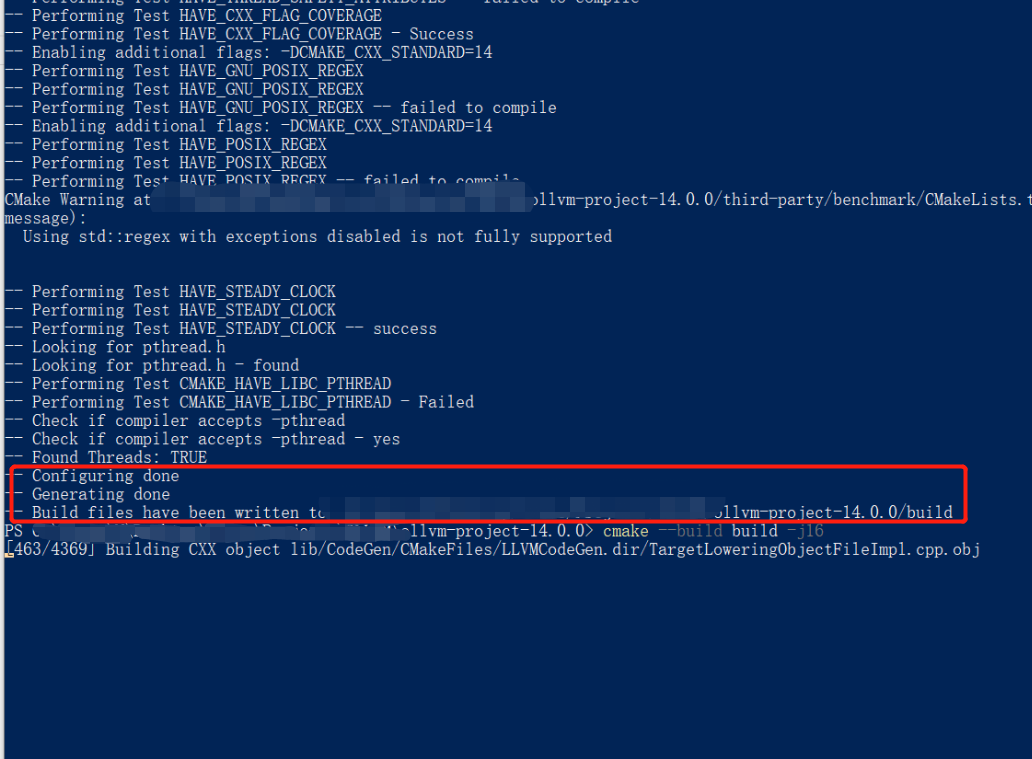 -- Performing Test HAVE_THREAD_SAFETY_ATTRIBUTES -- failed to compile
-- Performing Test HAVE_CXX_FLAG_COVERAGE
-- Performing Test HAVE_CXX_FLAG_COVERAGE - Success
-- Enabling additional flags: -DCMAKE_CXX_STANDARD=14
-- Performing Test HAVE_GNU_POSIX_REGEX
-- Performing Test HAVE_GNU_POSIX_REGEX
-- Performing Test HAVE_GNU_POSIX_REGEX -- failed to compile
-- Enabling additional flags: -DCMAKE_CXX_STANDARD=14
-- Performing Test HAVE_POSIX_REGEX
-- Performing Test HAVE_POSIX_REGEX
-- Performing Test HAVE_POSIX_REGEX -- failed to compile
CMake Warning at ollvm-project-14.0.0/third-party/benchmark/CMakeLists.t
message):
Using std::regex with exceptions disabled is not fully supported
-- Performing Test HAVE_STEADY_CLOCK
-- Performing Test HAVE_STEADY_CLOCK
-- Performing Test HAVE_STEADY_CLOCK -- success
-- Looking for pthread.h
-- Looking for pthread.h - found
-- Performing Test CMAKE_HAVE_LIBC_PTHREAD
-- Performing Test CMAKE_HAVE_LIBC_PTHREAD - Failed
-- Check if compiler accepts -pthread
-- Check if compiler accepts -pthread - yes
-- Found Threads: TRUE
-- Configuring done
-- Generating done
-- Build files have been written to ollvm-project-14.0.0/build
PS ollvm-project-14.0.0> cmake --build build -j16
[463/4369] Building CXX object lib/CodeGen/CMakeFiles/LLVMCodeGen.dir/TargetLoweringObjectFileImpl.cpp.obj